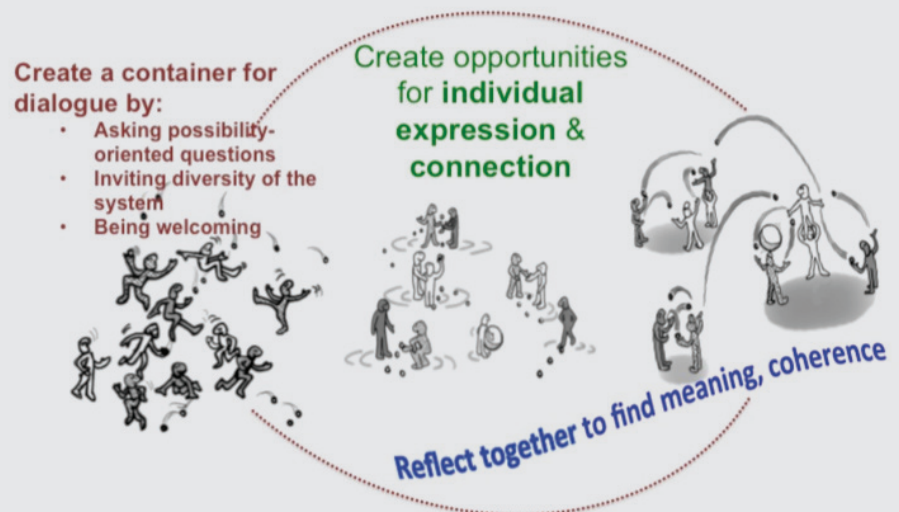 Create a container for
dialogue by:
• Asking possibility-
oriented questions
• Inviting diversity of the
system
• Being welcoming
Create opportunities
for individual
expression &
connection
Reflect together to find meaning, coherence